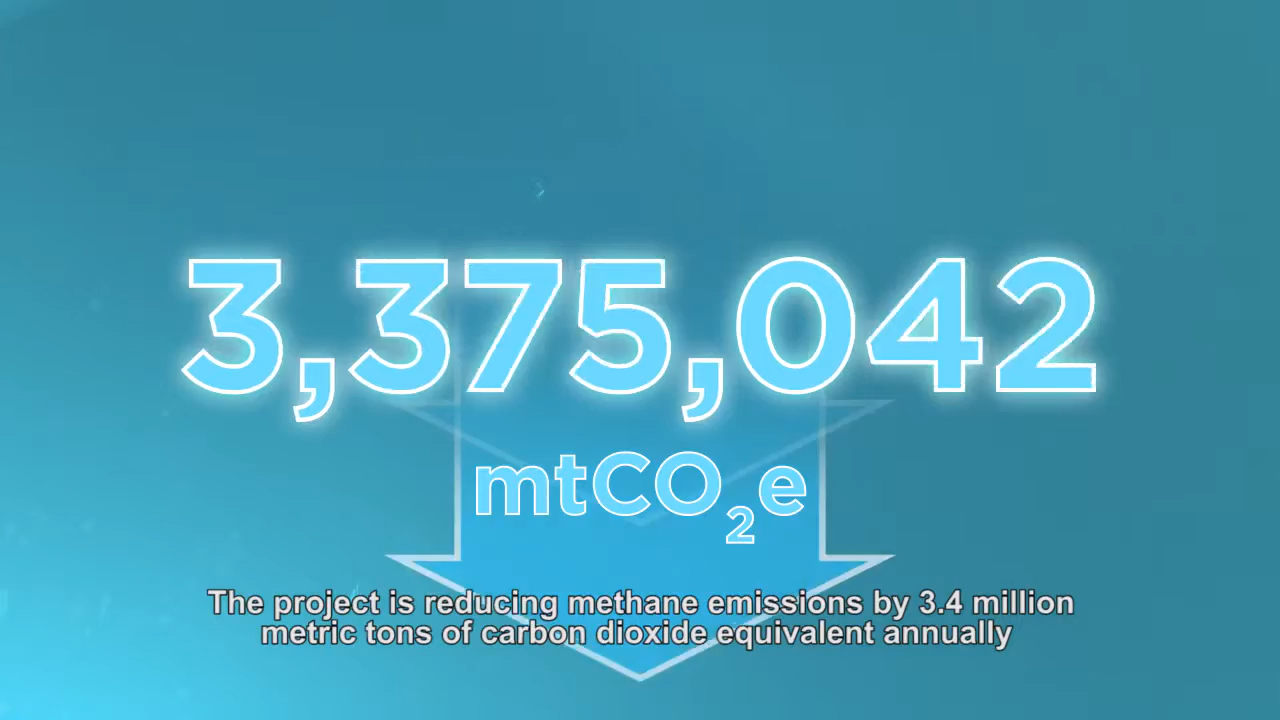 3,375,042
mtCO₂e
The project is reducing methane emissions by 3.4 million
metric tons of carbon dioxide equivalent annually